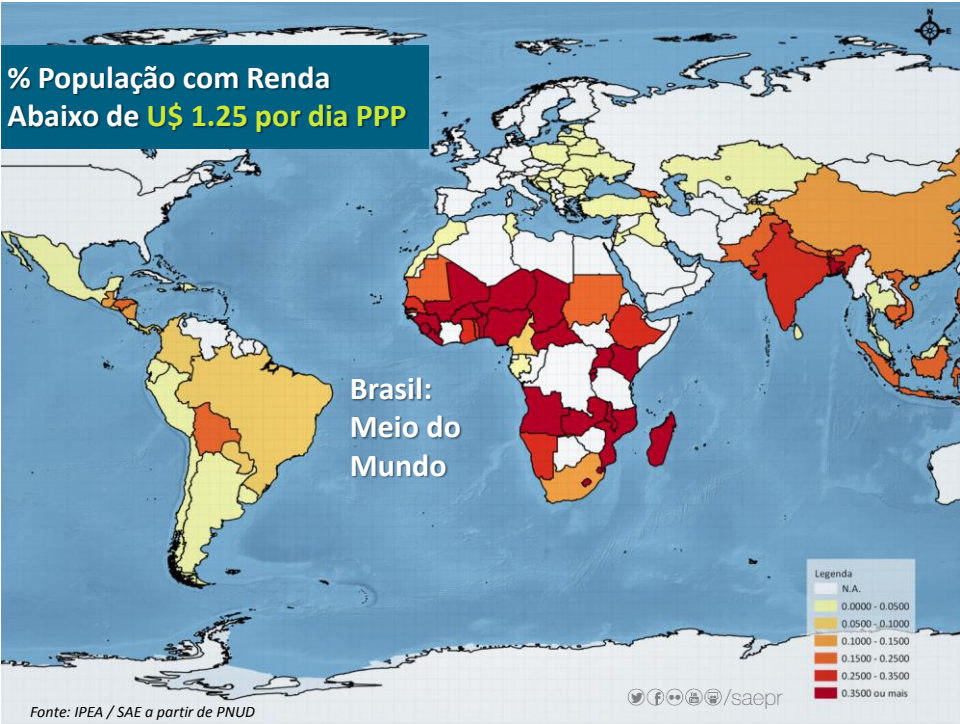 % População com Renda
Abaixo de U$ 1.25 por dia PPP
N
E
Brasil:
Meio do
Mundo
Legenda
N.A.
0.0000 - 0.0500
0.0500 - 0.1000
0.1000 - 0.1500
0.1500 - 0.2500
0.2500 - 0.3500
0.3500 ou mais
/saepr
Fonte: IPEA / SAE a partir de PNUD